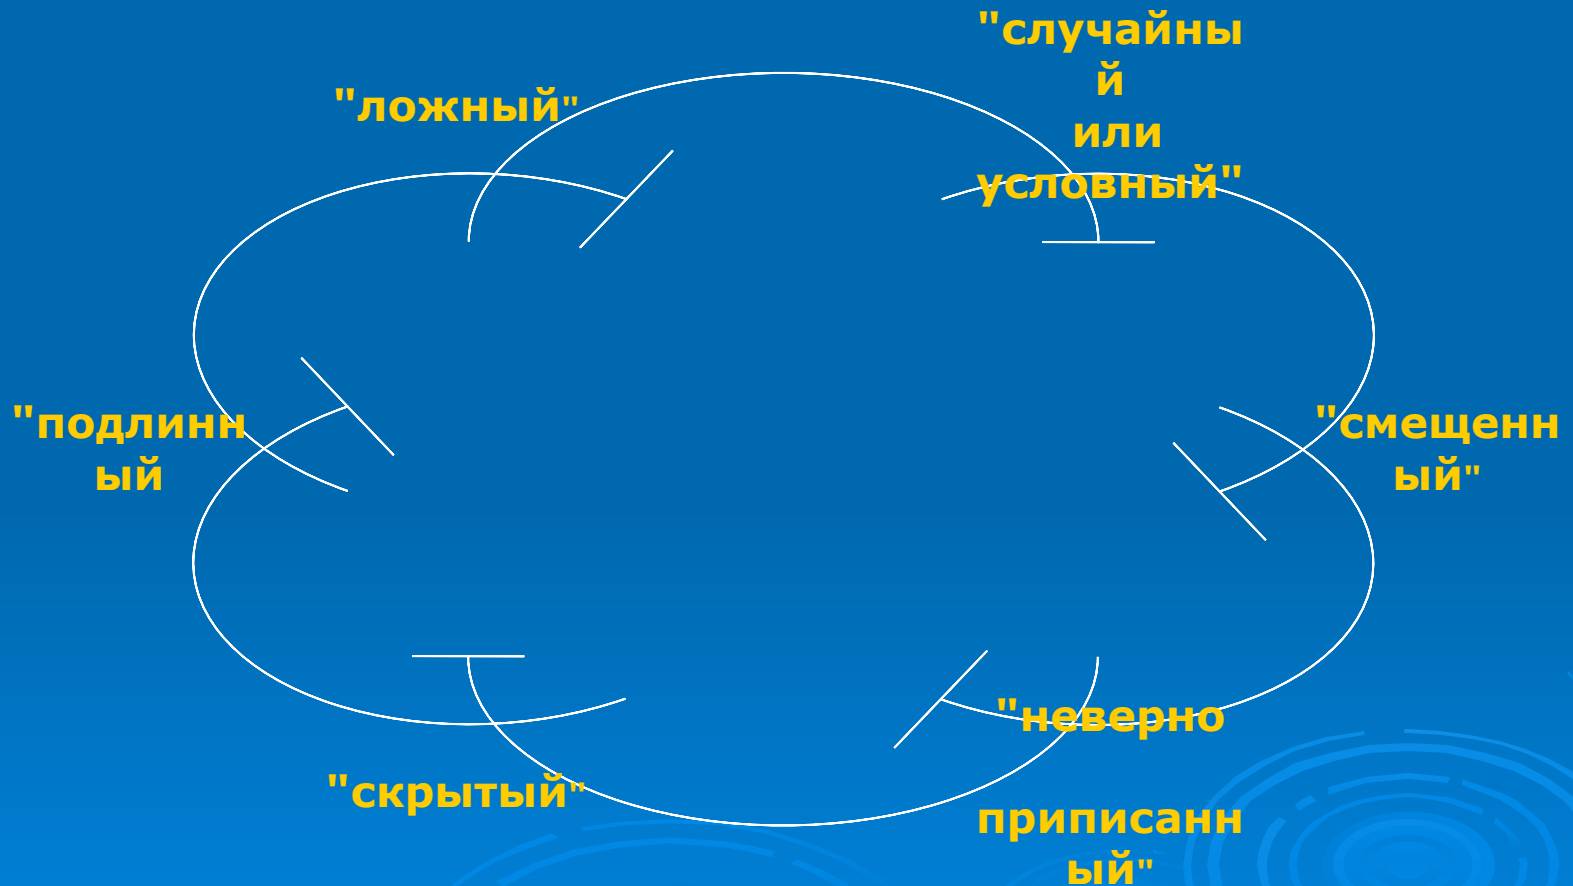 "случайны
й
или
условный"
"ложный"
"подлинн
ый
"смещенн
ый"
"неверно
приписанн
ый"
"скрытый"